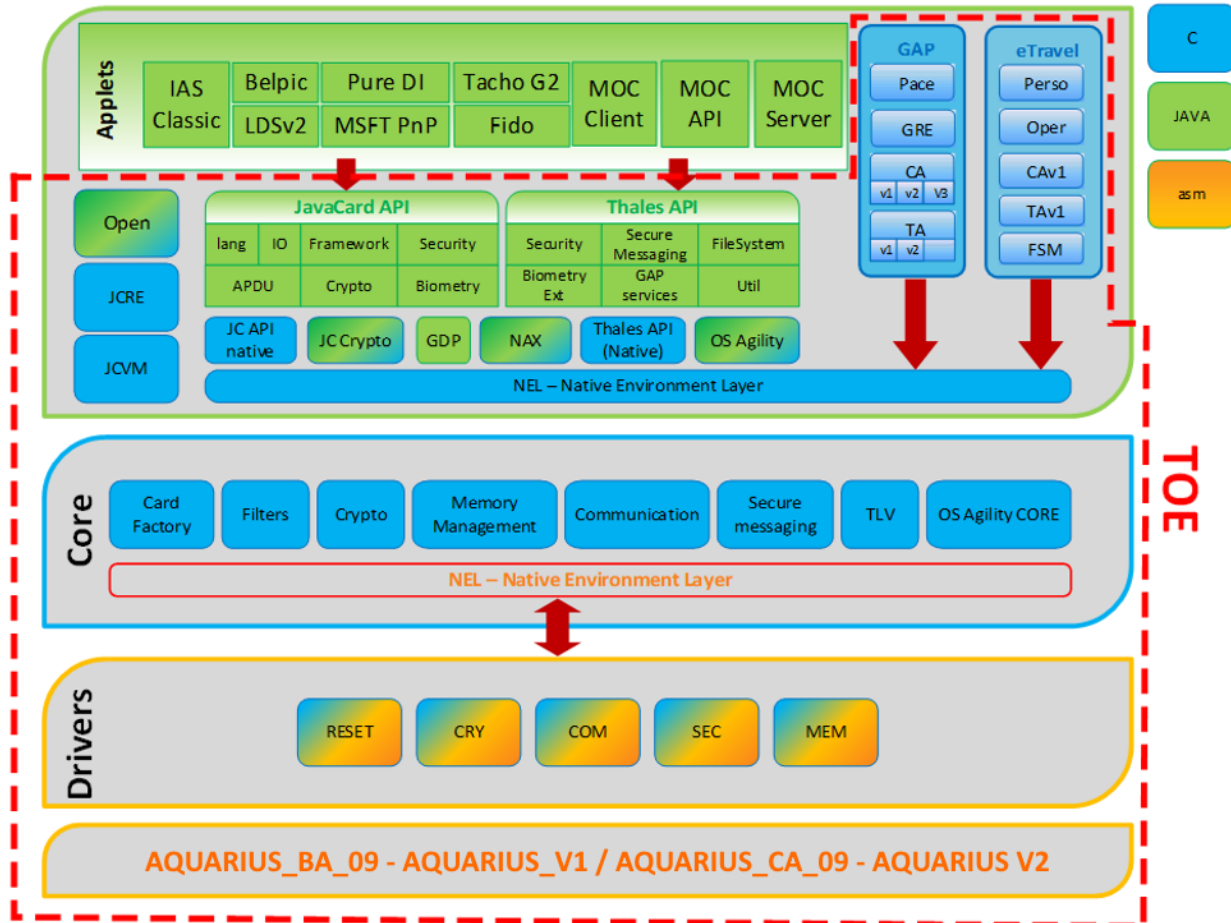 Applets
IAS
Classic
Belpic
LDSv2
Pure DI
MSFT PnP
Tacho G2
Fido
MOC
Client
MOC
API
MOC
Server
GAP
Pace
GRE
CA
v1 v2 V3
TA
v1 v2
eTravel
Perso
Oper
CAv1
TAv1
FSM
C
JAVA
asm
Open
JCRE
JCVM
JavaCard API
lang IO Framework Security
APDU Crypto Biometry
Thales API
Security
Secure
Messaging
FileSystem
Biometry
Ext
GAP
services
Util
JC API
native
JC Crypto
GDP
NAX
Thales API
(Native)
OS Agility
NEL – Native Environment Layer
Core
Card
Factory
Filters
Crypto
Memory
Management
Communication
Secure
messaging
TLV
OS Agility CORE
NEL – Native Environment Layer
TOE
Drivers
RESET
CRY
COM
SEC
MEM
AQUARIUS_BA_09 - AQUARIUS_V1 / AQUARIUS_CA_09 - AQUARIUS V2